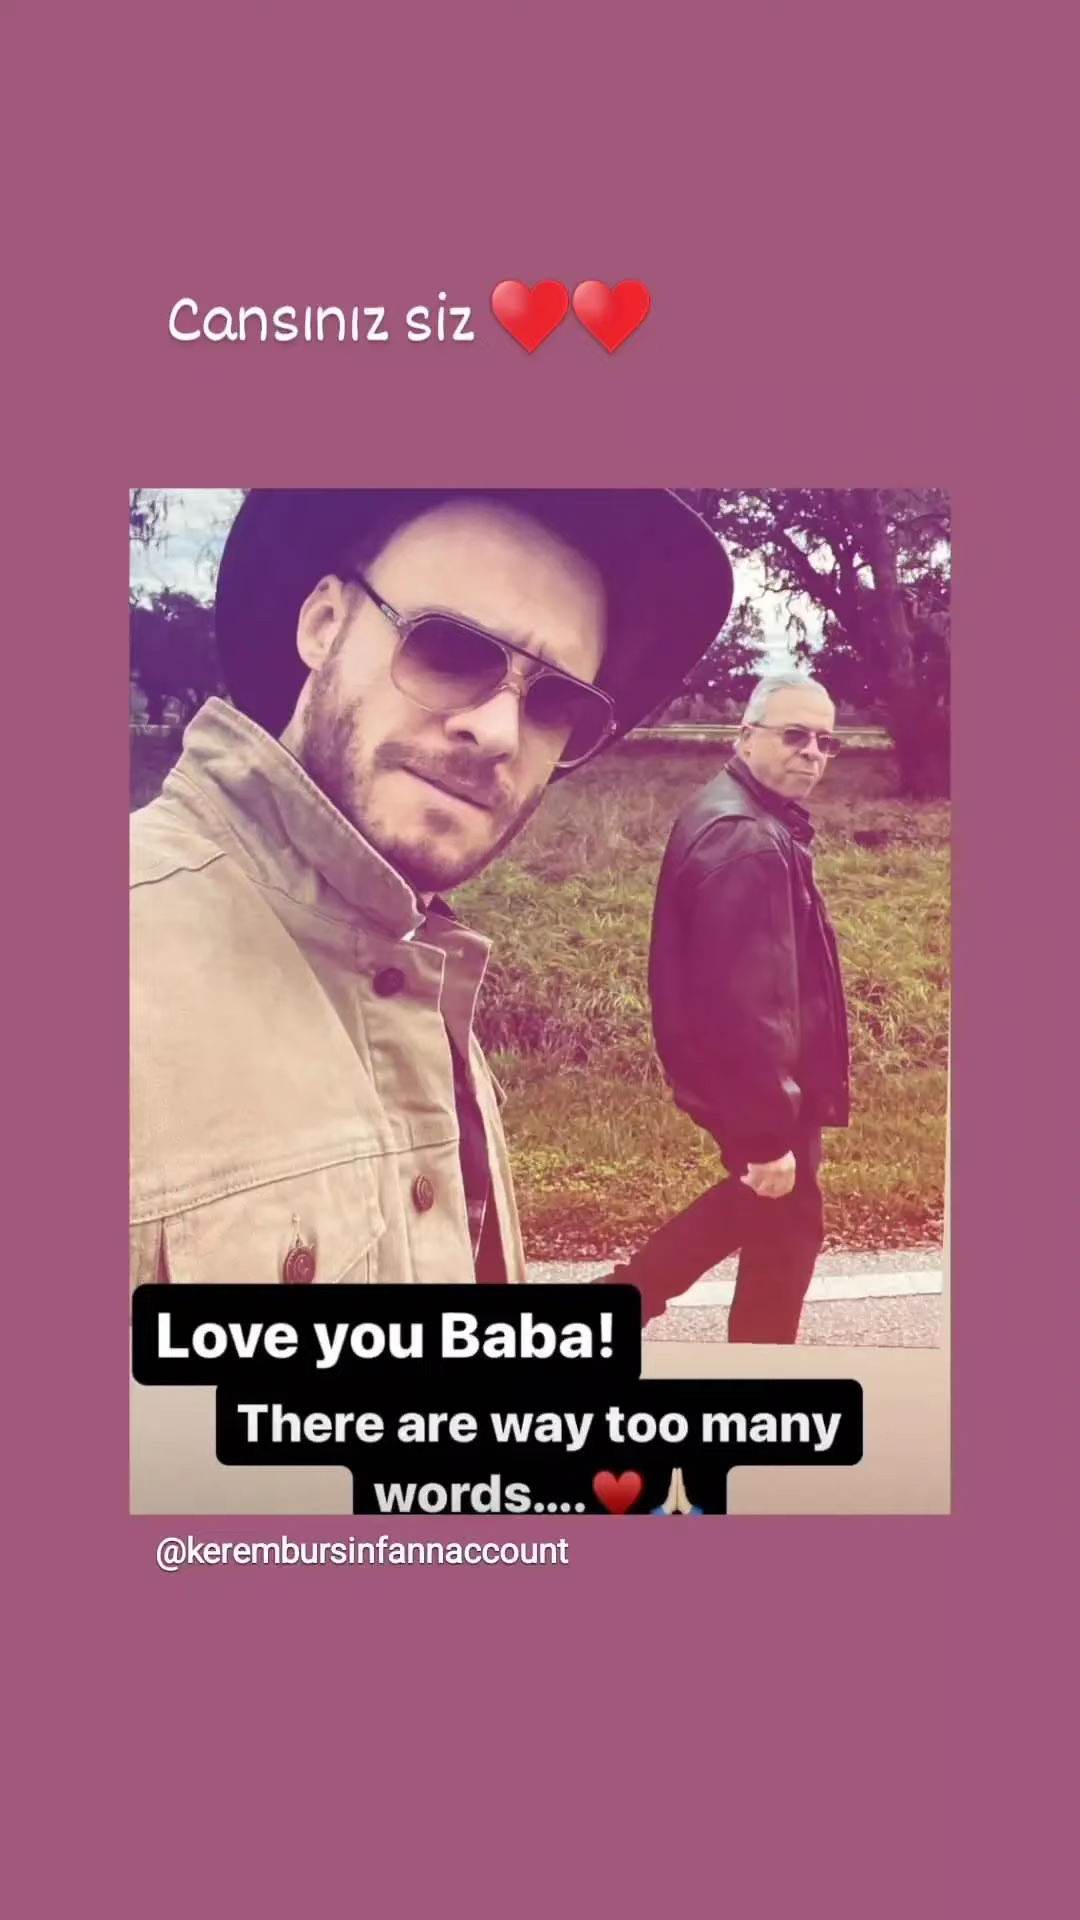 Cansınız siz ♥️♥️
Love you Baba!
There are way too many
words....♥️🙏🏻
@kerembursinfannaccount